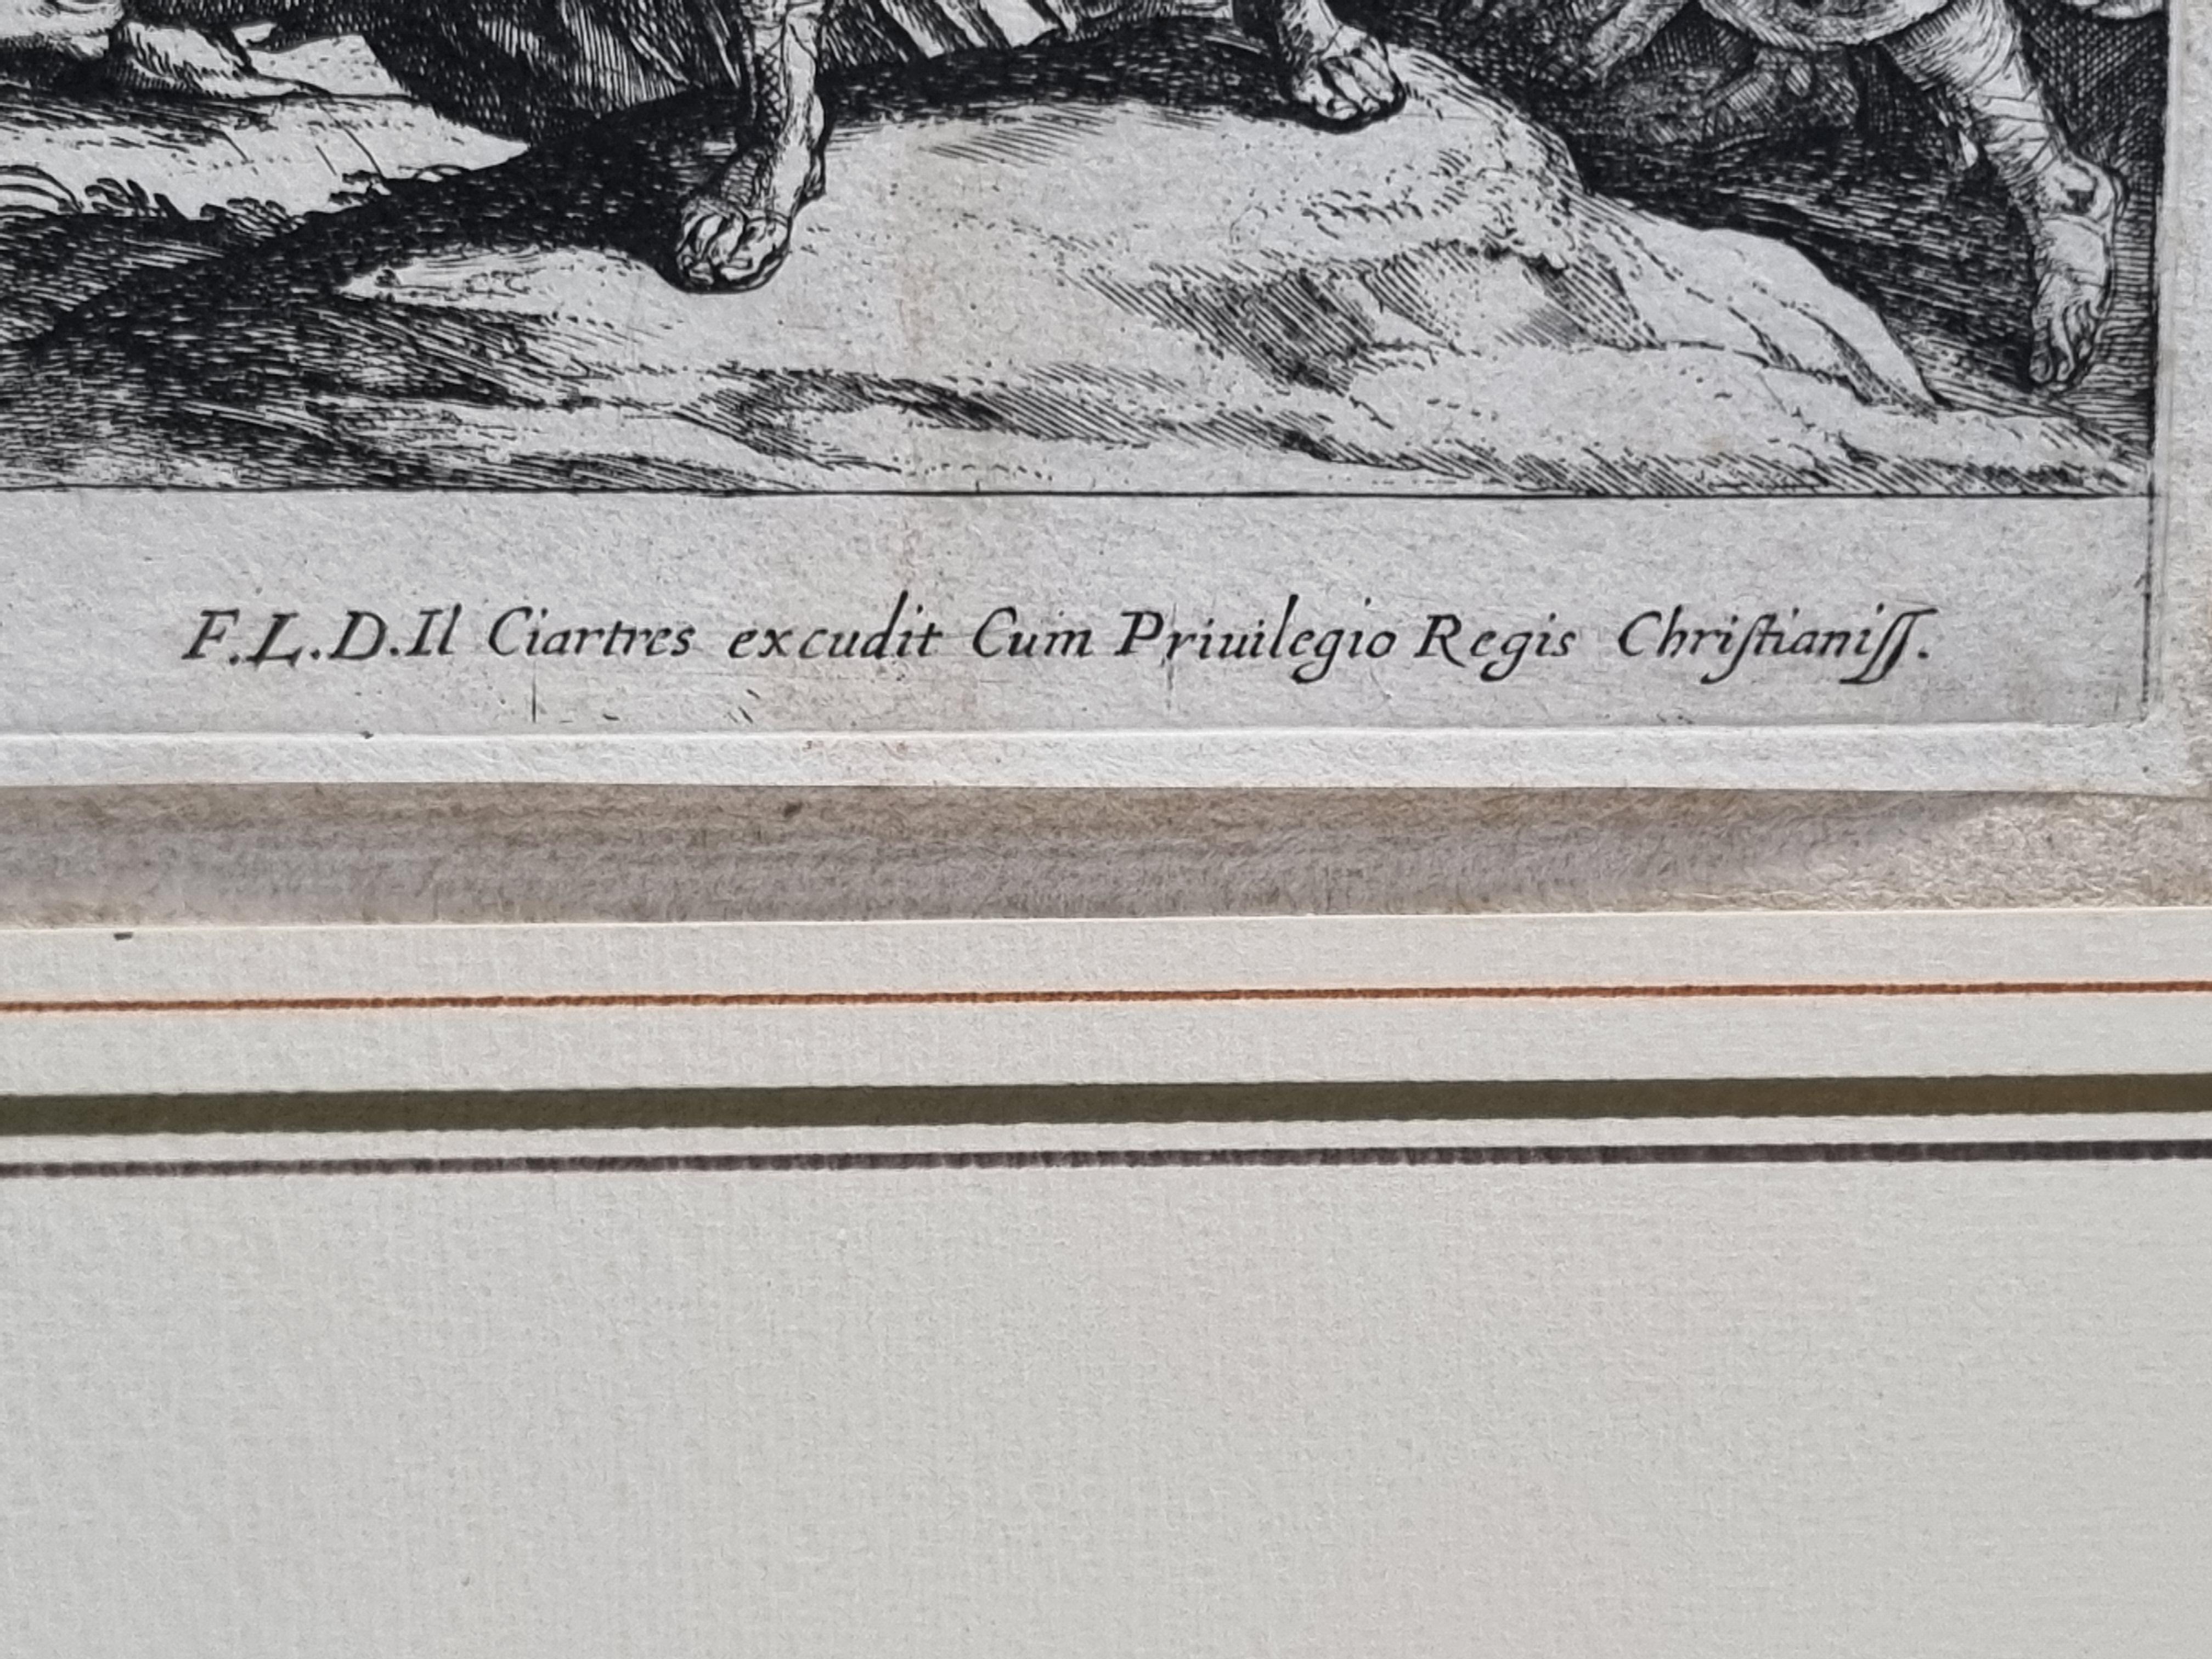 F.L.D.Il Ciartres excudit Cum Priuilegio Regis Chriſtianiſſ.